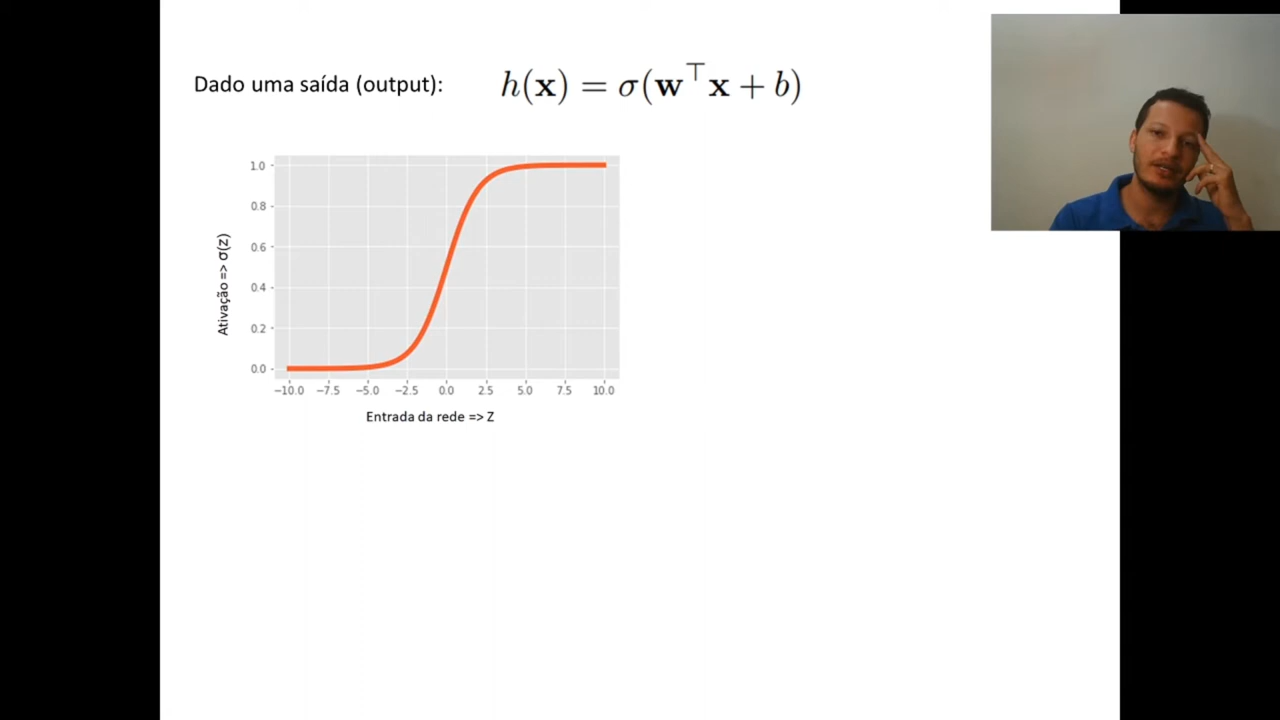 Dado uma saída (output):
h(x) = σ(w⊤x + b)
1.0
0.8
0.6
0.4
0.2
0.0
Ativação => σ(z)
−10.0 −7.5 −5.0 −2.5 0.0 2.5 5.0 7.5 10.0
Entrada da rede => Z